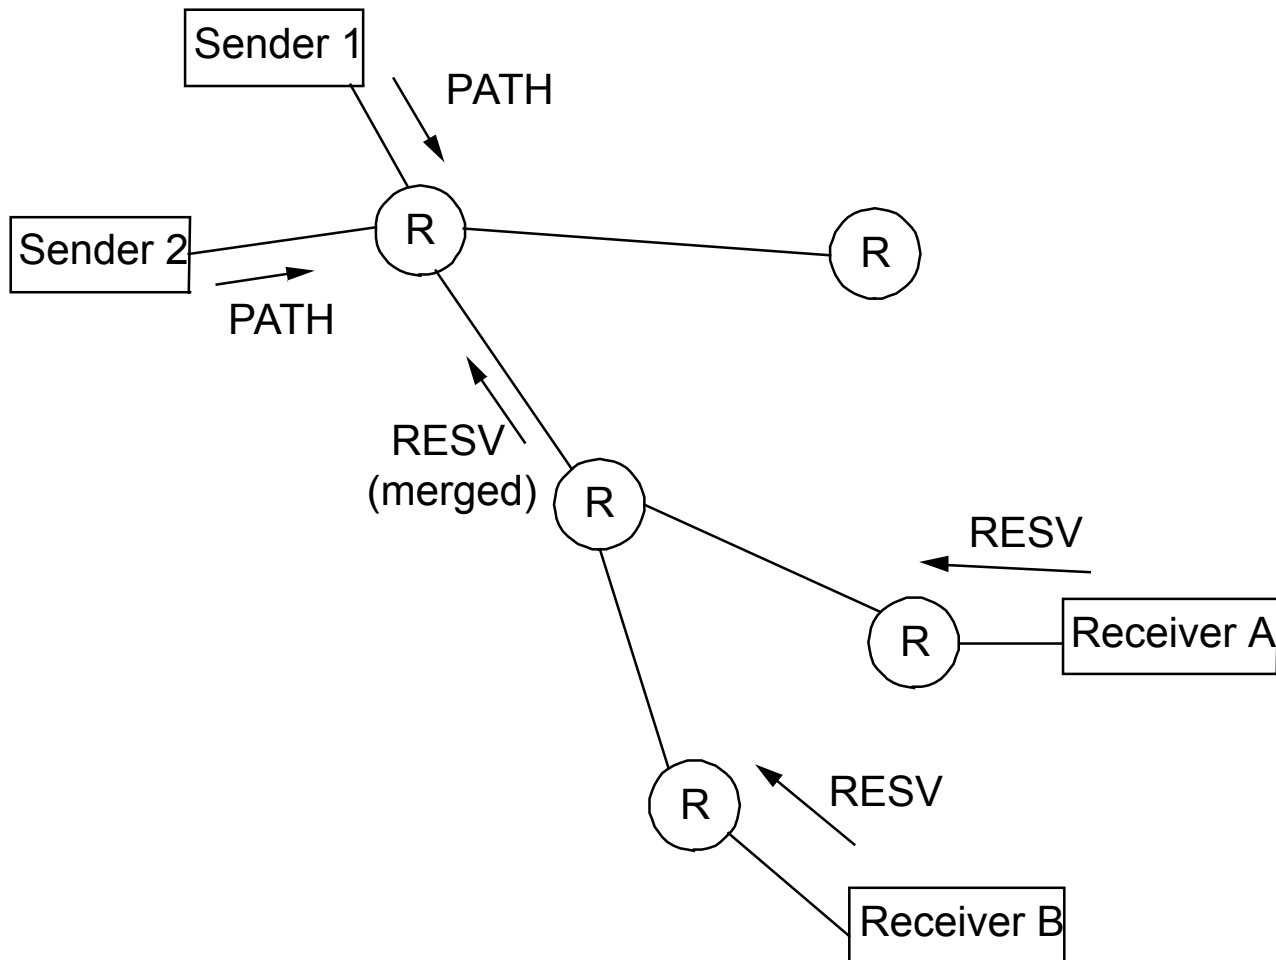 Sender 1
PATH
R
Sender 2
R
PATH
RESV
(merged)
R
RESV
R
Receiver A
R
RESV
Receiver B